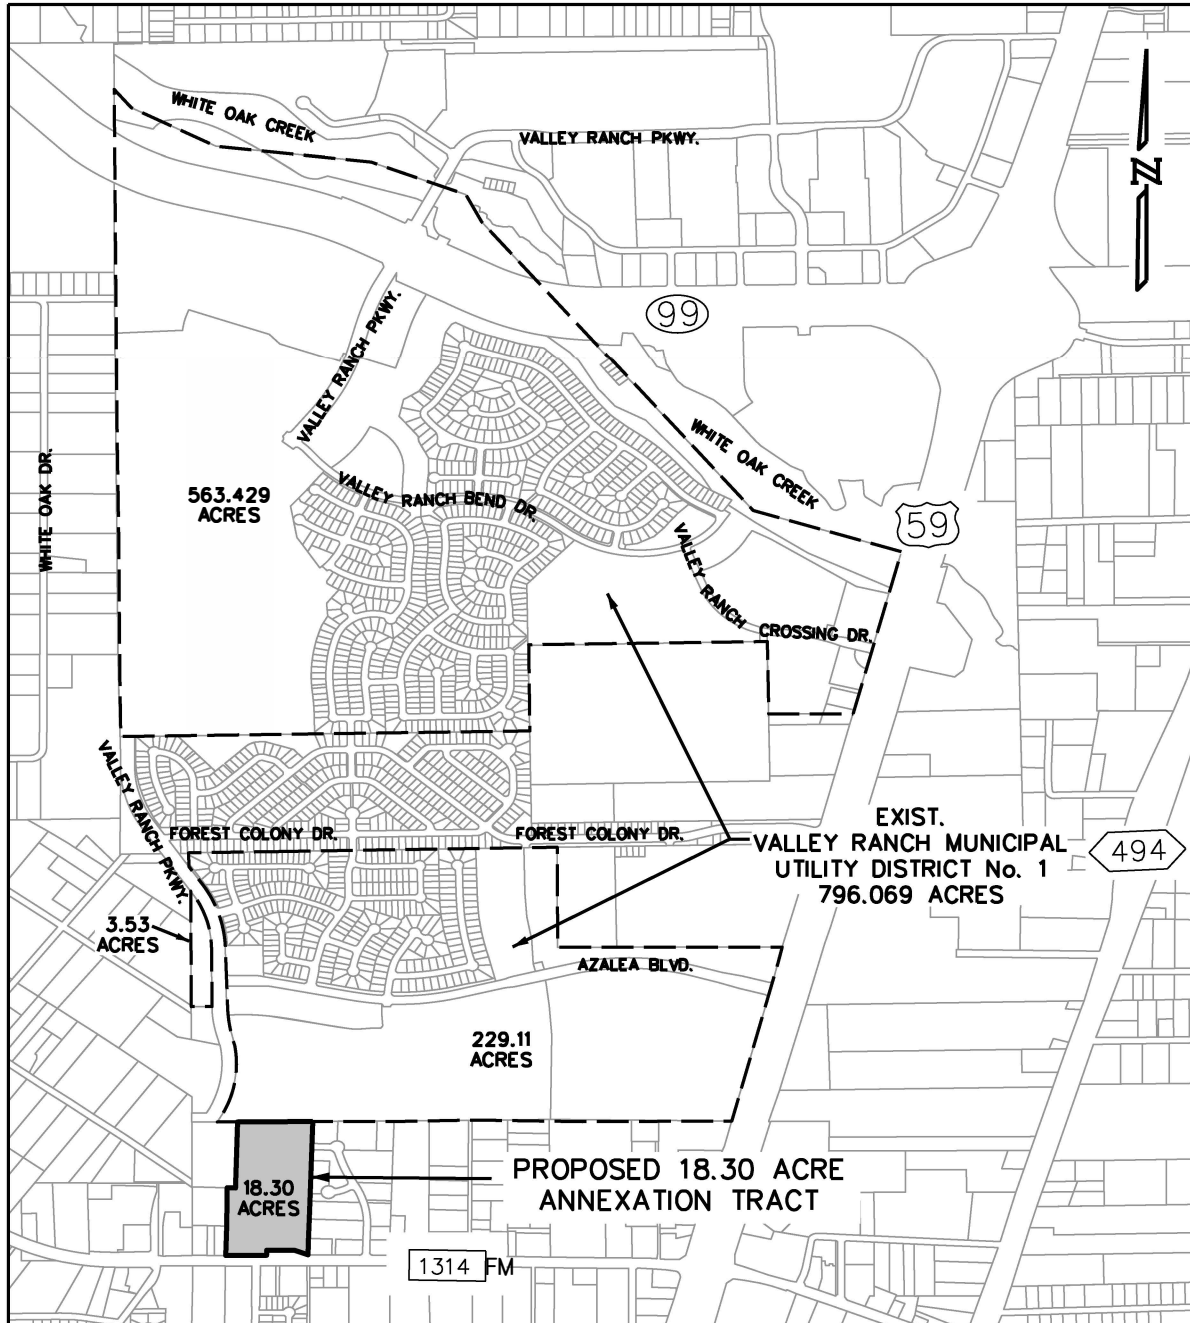 WHITE OAK CREEK
VALLEY RANCH PKWY.
N
99
VALLEY RANCH PKWY.
WHITE OAK CREEK
VALLEY RANCH BEND DR.
563.429
ACRES
WHITE OAK DR.
59
VALLEY RANCH CROSSING DR.
VALLEY RANCH PKWY.
FOREST COLONY DR.
FOREST COLONY DR.
EXIST.
VALLEY RANCH MUNICIPAL
UTILITY DISTRICT No. 1
796.069 ACRES
494
3.53
ACRES
AZALEA BLVD.
229.11
ACRES
18.30
ACRES
PROPOSED 18.30 ACRE
ANNEXATION TRACT
1314 FM